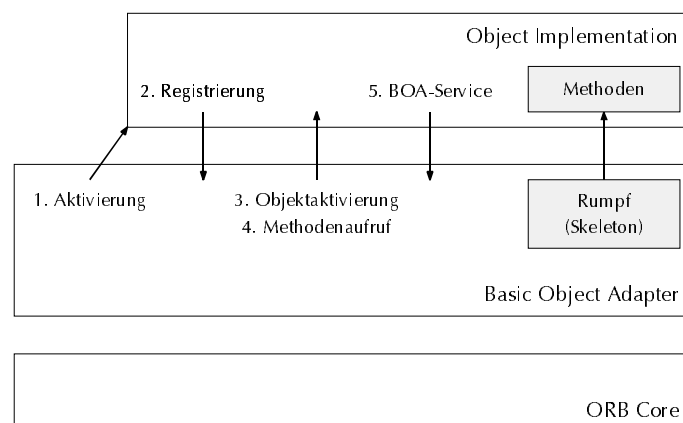 Object Implementation
2. Registrierung
5. BOA-Service
Methoden
1. Aktivierung
3. Objektaktivierung
4. Methodenaufruf
Rumpf
(Skeleton)
Basic Object Adapter
ORB Core